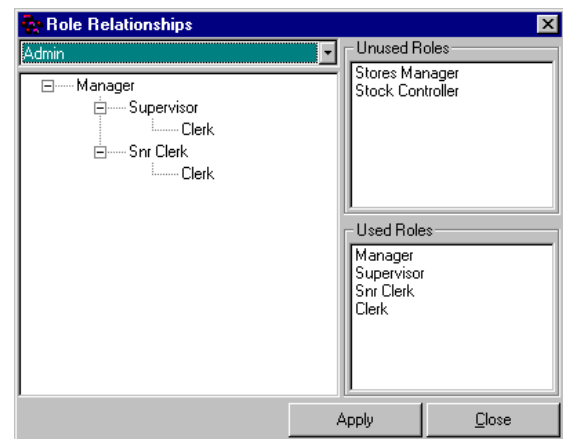 Role Relationships
Admin
Manager
Supervisor
Clerk
Snr Clerk
Clerk
Unused Roles
Stores Manager
Stock Controller
Used Roles
Manager
Supervisor
Snr Clerk
Clerk
Apply
Close